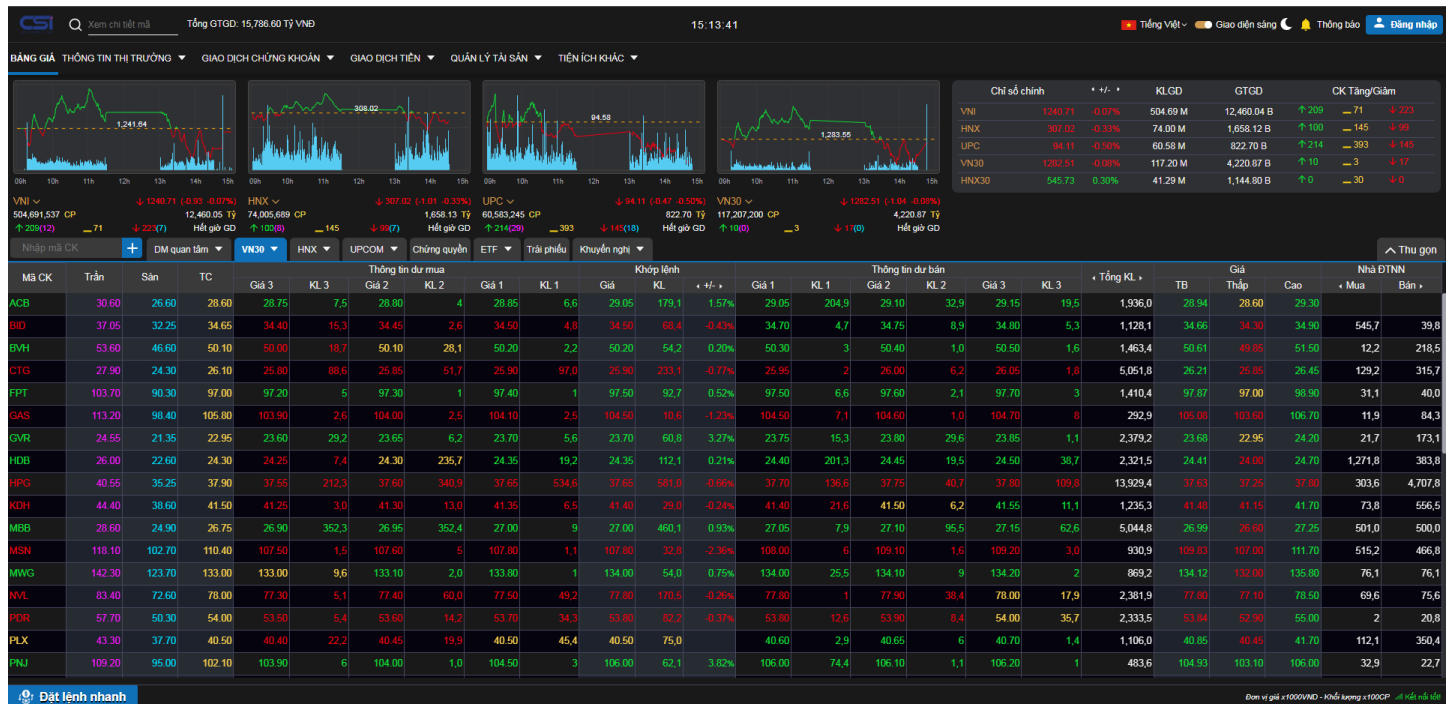 CSI Xem chi tiết mã Tổng GTGD: 15,786.60 Tỷ VNĐ 15:13:41 Tiếng Việt Giao diện sáng Thông báo Đăng nhập
BẢNG GIÁ THÔNG TIN THỊ TRƯỜNG GIAO DỊCH CHỨNG KHOÁN GIAO DỊCH TIỀN QUẢN LÝ TÀI SẢN TIỆN ÍCH KHÁC
1,241.64 308.02 94.58 1,283.55
09h 10h 11h 12h 13h 14h 15h 09h 10h 11h 12h 13h 14h 15h 09h 10h 11h 12h 13h 14h 15h 09h 10h 11h 12h 13h 14h 15h
Chỉ số chính +/- KLGD GTGD CK Tăng/Giảm
VNI 1240.71 -0.07% 504.69 M 12,460.04 B 209 71 223
HNX 307.02 -0.33% 74.00 M 1,658.12 B 100 145 99
UPC 94.11 -0.50% 60.58 M 822.70 B 214 393 145
VN30 1282.51 -0.08% 117.20 M 4,220.87 B 10 3 17
HNX30 545.73 0.30% 41.29 M 1,144.80 B 0 30 0
VNI 1240.71 (-0.93 -0.07%) HNX 307.02 (-1.01 -0.33%) UPC 94.11 (-0.47 -0.50%) VN30 1282.51 (-1.04 -0.08%)
504,691,537 CP 12,460.05 Tỷ 74,005,689 CP 1,658.13 Tỷ 60,583,245 CP 822.70 Tỷ 117,207,200 CP 4,220.87 Tỷ
209(12) 71 223(7) Hết giờ GD 100(8) 145 99(7) Hết giờ GD 214(29) 393 145(18) Hết giờ GD 10(0) 3 17(0) Hết giờ GD
Nhập mã CK + DM quan tâm VN30 HNX UPCOM Chứng quyền ETF Trái phiếu Khuyến nghị Thu gọn
Mã CK Trần Sàn TC Thông tin dư mua Khớp lệnh Thông tin dư bán Tổng KL Giá Nhà ĐTNN
Giá 3 KL 3 Giá 2 KL 2 Giá 1 KL 1 Giá KL +/- Giá 1 KL 1 Giá 2 KL 2 Giá 3 KL 3 TB Thấp Cao Mua Bán
ACB 30.60 26.60 28.60 28.75 7,5 28.80 4 28.85 6,6 29.05 179,1 1.57% 29.05 204,9 29.10 32,9 29.15 19,5 1,936,0 28.94 28.60 29.30
BID 37.05 32.25 34.65 34.40 15,3 34.45 2,6 34.50 4,8 34.50 68,4 -0.43% 34.70 4,7 34.75 8,9 34.80 5,3 1,128,1 34.66 34.30 34.90 545,7 39,8
BVH 53.60 46.60 50.10 50.00 18,7 50.10 28,1 50.20 2,2 50.20 54,2 0.20% 50.30 3 50.40 1,0 50.50 1,6 1,463,4 50.61 49.85 51.50 12,2 218,5
CTG 27.90 24.30 26.10 25.80 88,6 25.85 51,7 25.90 97,0 25.90 233,1 -0.77% 25.95 2 26.00 6,2 26.05 1,8 5,051,8 26.21 25.85 26.45 129,2 315,7
FPT 103.70 90.30 97.00 97.20 5 97.30 1 97.40 1 97.50 92,7 0.52% 97.50 6,6 97.60 2,1 97.70 3 1,410,4 97.87 97.00 98.90 31,1 40,0
GAS 113.20 98.40 105.80 103.90 2,6 104.00 2,5 104.10 2,5 104.50 10,6 -1.23% 104.50 7,1 104.60 1,0 104.70 8 292,9 105.08 103.60 106.70 11,9 84,3
GVR 24.55 21.35 22.95 23.60 29,2 23.65 6,2 23.70 5,6 23.70 60,8 3.27% 23.75 15,3 23.80 29,6 23.85 1,1 2,379,2 23.68 22.95 24.20 21,7 173,1
HDB 26.00 22.60 24.30 24.25 7,4 24.30 235,7 24.35 19,2 24.35 112,1 0.21% 24.40 201,3 24.45 19,5 24.50 38,7 2,321,5 24.41 24.00 24.70 1,271,8 383,8
HPG 40.55 35.25 37.90 37.55 212,3 37.60 340,9 37.65 534,6 37.65 581,0 -0.66% 37.70 136,6 37.75 40,7 37.80 109,8 13,929,4 37.63 37.25 37.80 303,6 4,707,8
KDH 44.40 38.60 41.50 41.25 3,0 41.30 13,0 41.35 6,5 41.40 29,0 -0.24% 41.40 21,6 41.50 6,2 41.55 11,1 1,235,3 41.48 41.15 41.70 73,8 556,5
MBB 28.60 24.90 26.75 26.90 352,3 26.95 352,4 27.00 9 27.00 460,1 0.93% 27.05 7,9 27.10 95,5 27.15 62,6 5,044,8 26.99 26.60 27.25 501,0 500,0
MSN 118.10 102.70 110.40 107.50 1,5 107.60 5 107.80 1,1 107.80 32,8 -2.36% 108.00 6 109.10 1,6 109.20 3,0 930,9 109.83 107.00 111.70 515,2 466,8
MWG 142.30 123.70 133.00 133.00 9,6 133.10 2,0 133.80 1 134.00 54,0 0.75% 134.00 25,5 134.10 9 134.20 2 869,2 134.12 132.00 135.80 76,1 76,1
NVL 83.40 72.60 78.00 77.30 5,1 77.40 60,0 77.50 49,2 77.80 170,5 -0.26% 77.80 1 77.90 38,4 78.00 17,9 2,381,9 77.80 77.10 78.50 69,6 75,6
PDR 57.70 50.30 54.00 53.50 5,4 53.60 14,2 53.70 34,3 53.80 82,2 -0.37% 53.80 12,6 53.90 8,4 54.00 35,7 2,333,5 53.84 52.90 55.00 2 20,8
PLX 43.30 37.70 40.50 40.40 22,2 40.45 19,9 40.50 45,4 40.50 75,0 40.60 2,9 40.65 6 40.70 1,4 1,106,0 40.85 40.45 41.70 112,1 350,4
PNJ 109.20 95.00 102.10 103.90 6 104.00 1,0 104.50 3 106.00 62,1 3.82% 106.00 74,4 106.10 1,1 106.20 1 483,6 104.93 103.10 106.00 32,9 22,7
Đặt lệnh nhanh Đơn vị giá x1000VND - Khối lượng x100CP Kết nối tốt!